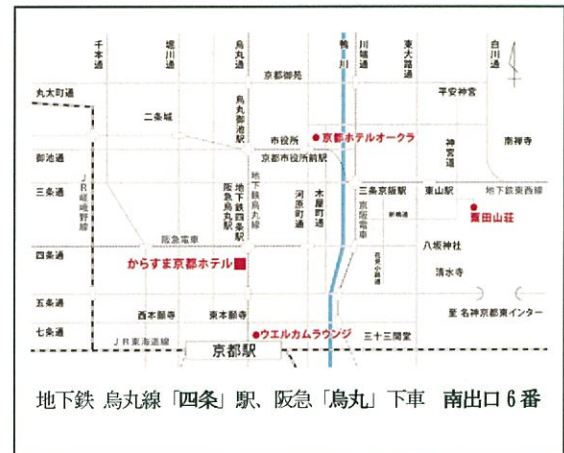 千本通
堀川通
烏丸通
鴨川
川端通
東大路通
白川通
京都御苑
丸太町通
平安神宮
二条城
烏丸御池駅
市役所
京都ホテルオークラ
神宮道
南禅寺
御池通
京都市役所前駅
JR嵯峨野線
三条通
地下鉄四条駅
阪急烏丸駅
地下鉄烏丸線
河原町通
木屋町通
三条京阪駅
東山駅
地下鉄東西線
京阪電車
新橋通
粟田山荘
阪急電車
花見小路通
八坂神社
四条通
からすま京都ホテル
清水寺
五条通
西本願寺
東本願寺
至 名神京都東インター
七条通
ウエルカムラウンジ
三十三間堂
JR東海道線
京都駅
地下鉄 烏丸線「四条」駅、阪急「烏丸」下車 南出口6番